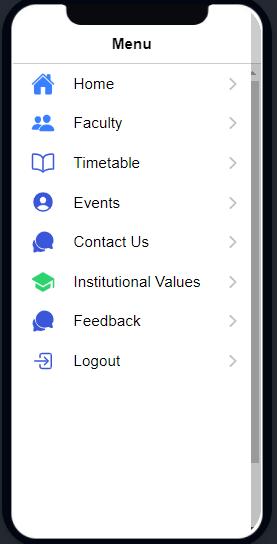 Menu
Home
Faculty
Timetable
Events
Contact Us
Institutional Values
Feedback
Logout